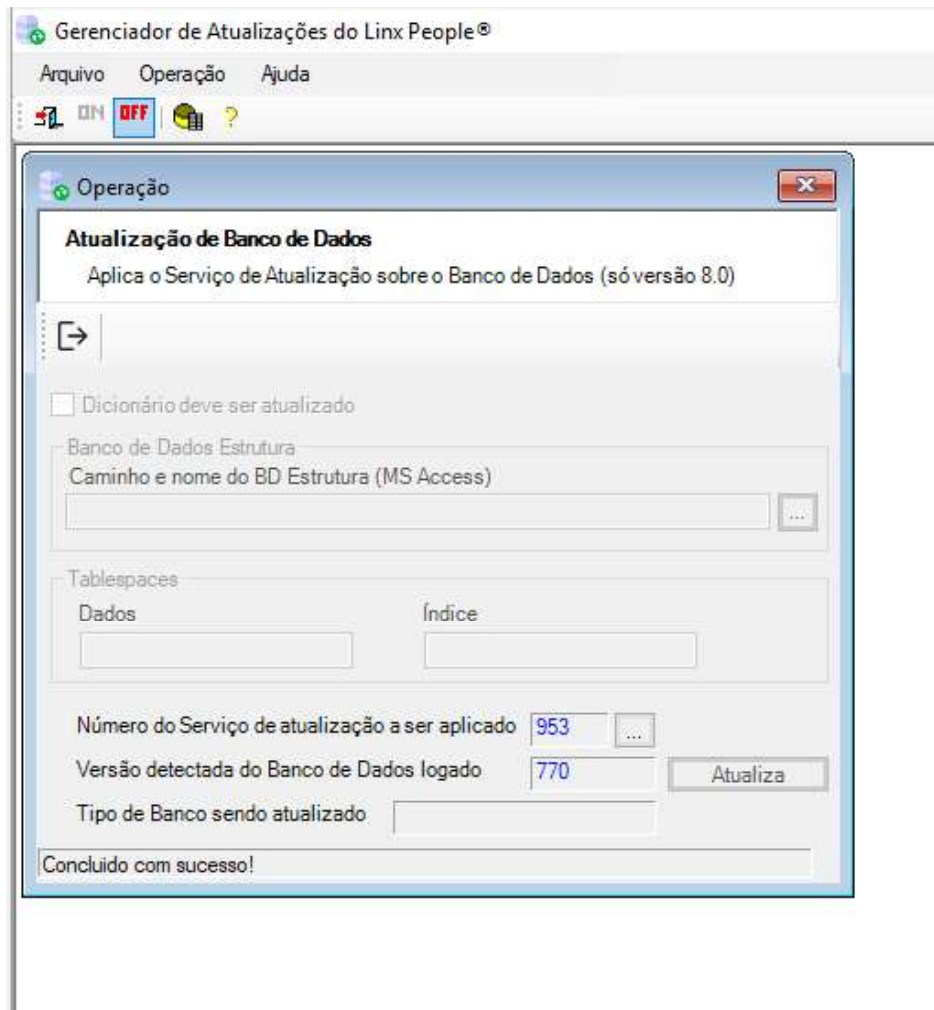 Gerenciador de Atualizações do Linx People®
Arquivo Operação Ajuda
ON OFF ?
Operação
Atualização de Banco de Dados
Aplica o Serviço de Atualização sobre o Banco de Dados (só versão 8.0)
Dicionário deve ser atualizado
Banco de Dados Estrutura
Caminho e nome do BD Estrutura (MS Access)
...
Tablespaces
Dados Índice
Número do Serviço de atualização a ser aplicado 953 ...
Versão detectada do Banco de Dados logado 770 Atualiza
Tipo de Banco sendo atualizado
Concluido com sucesso!